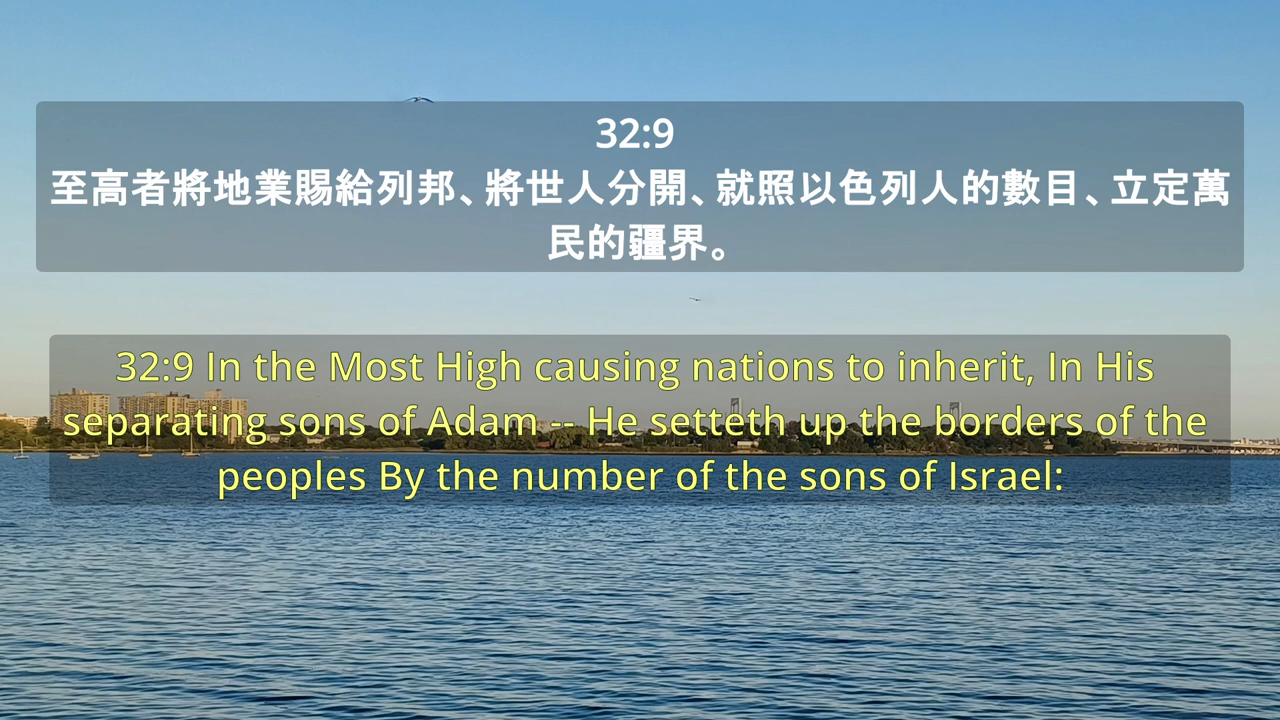 32:9
至高者將地業賜給列邦、將世人分開、就照以色列人的數目、立定萬
民的疆界。
32:9 In the Most High causing nations to inherit, In His
separating sons of Adam -- He setteth up the borders of the
peoples By the number of the sons of Israel: